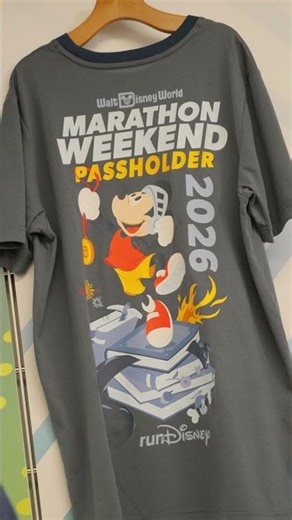 Walt Disney World
MARATHON
WEEKEND
PASSHOLDER
2026
runDisney